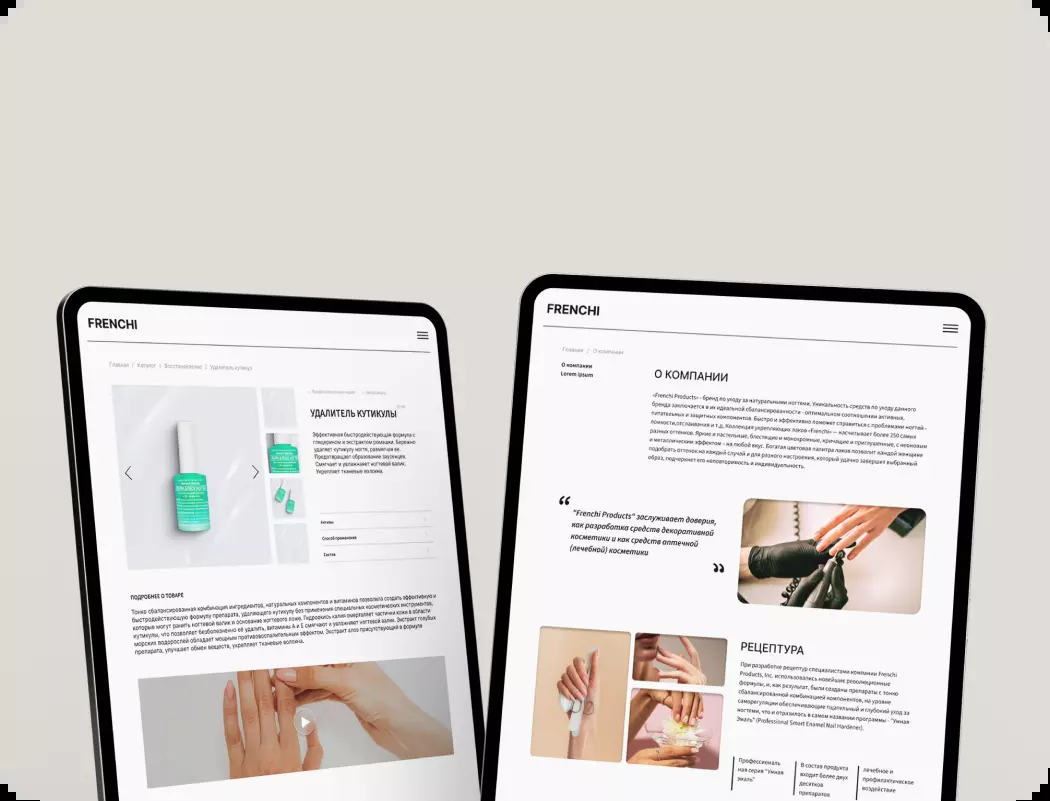 FRENCHI
Главная / Каталог / Восстановление / Удалитель кутикул
УДАЛИТЕЛЬ КУТИКУЛЫ
Эффективная быстродействующая формула с
глицерином и экстрактом ромашки. Бережно
удаляет кутикулу ногтя, размягчая ее.
Предотвращает образование заусенцев.
Смягчает и увлажняет ногтевой валик.
Укрепляет тканевые волокна.
Активы
Способ применения
Состав
ПОДРОБНЕЕ О ТОВАРЕ
Тонко сбалансированная комбинация ингредиентов, натуральных компонентов и витаминов позволила создать эффективную и
быстродействующую формулу препарата, удаляющего кутикулу без применения специальных косметических инструментов,
которые могут ранить ногтевой валик и основание ногтевого ложе. Гидроокись калия омертвляет частички кожи в области
кутикулы, что позволяет безболезненно её удалить, витамины А и Е смягчают и увлажняют ногтевой валик. Экстракт голубых
морских водорослей обладает мощным противовоспалительным эффектом. Экстракт алоэ присутствующий в формуле
препарата, улучшает обмен веществ, укрепляет тканевые волокна.
FRENCHI
Главная / О компании
О компании
Lorem ipsum
О КОМПАНИИ
«Frenchi Products» - бренд по уходу за натуральными ногтями. Уникальность средств по уходу данного
бренда заключается в их идеальной сбалансированности - оптимальном соотношении активных,
питательных и защитных компонентов. Быстро и эффективно поможет справиться с проблемами ногтей -
ломкости,отслаивания и т.д. Коллекция укрепляющих лаков «Frenchi» — насчитывает более 250 самых
разных оттенков. Яркие и пастельные, блестящие и монохромные, кричащие и приглушенные, с неоновым
и металлическим эффектом – на любой вкус. Богатая цветовая палитра лаков позволит каждой женщине
подобрать оттенок на каждый случай и для разного настроения, который удачно завершит выбранный
образ, подчеркнет его неповторимость и индивидуальность.
“
"Frenchi Products" заслуживает доверия,
как разработка средств декоративной
косметики и как средств аптечной
(лечебной) косметики
”
РЕЦЕПТУРА
При разработке рецептур специалистами компании Frenchi
Products, Inc. использовались новейшие революционные
формулы, и, как результат, были созданы препараты с тонко
сбалансированной комбинацией компонентов, на уровне
саморегуляции обеспечивающие тщательный и глубокий уход за
ногтями, что и отразилось в самом названии программы - "Умная
Эмаль" (Professional Smart Enamel Nail Hardener).
Профессиональ
ная серия "Умная
эмаль"
В состав продукта
входит более двух
десятков
препаратов
лечебное и
профилактическое
воздействие